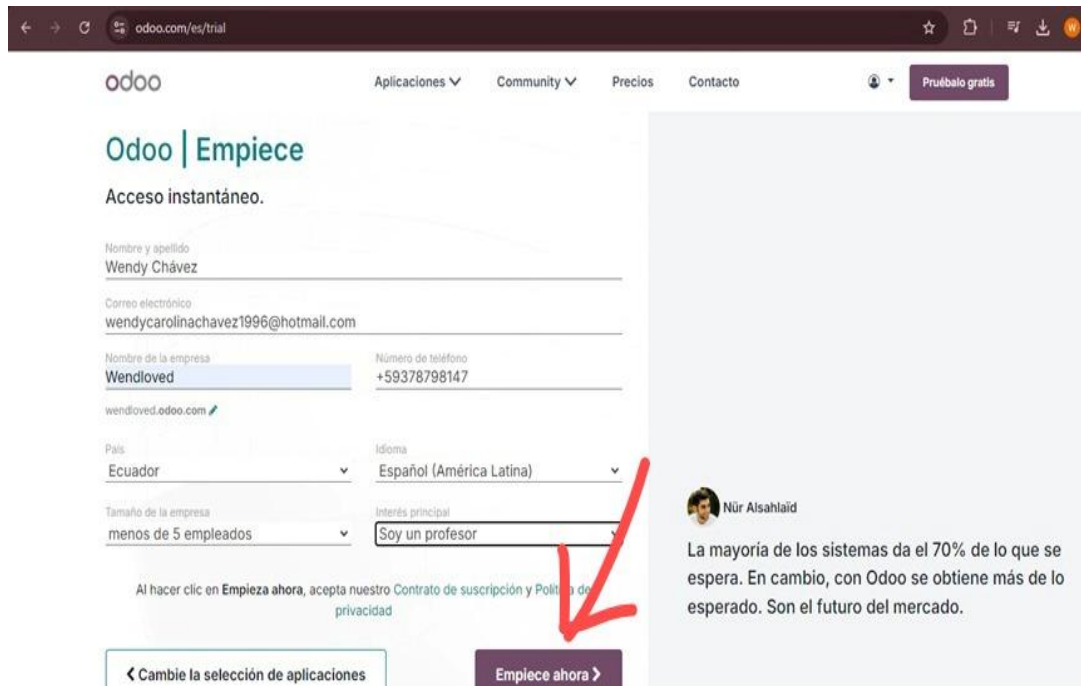 odoo.com/es/trial
W
odoo
Aplicaciones
Community
Precios
Contacto
Pruébalo gratis
Odoo | Empiece
Acceso instantáneo.
Nombre y apellido
Wendy Chávez
Correo electrónico
wendycarolinachavez1996@hotmail.com
Nombre de la empresa
Número de teléfono
Wendloved
+59378798147
wendloved.odoo.com
País
Idioma
Ecuador
Español (América Latina)
Tamaño de la empresa
Interés principal
menos de 5 empleados
Soy un profesor
Nür Alsahlaïd
La mayoría de los sistemas da el 70% de lo que se
espera. En cambio, con Odoo se obtiene más de lo
esperado. Son el futuro del mercado.
Al hacer clic en Empieza ahora, acepta nuestro Contrato de suscripción y Política de
privacidad
Cambie la selección de aplicaciones
Empiece ahora